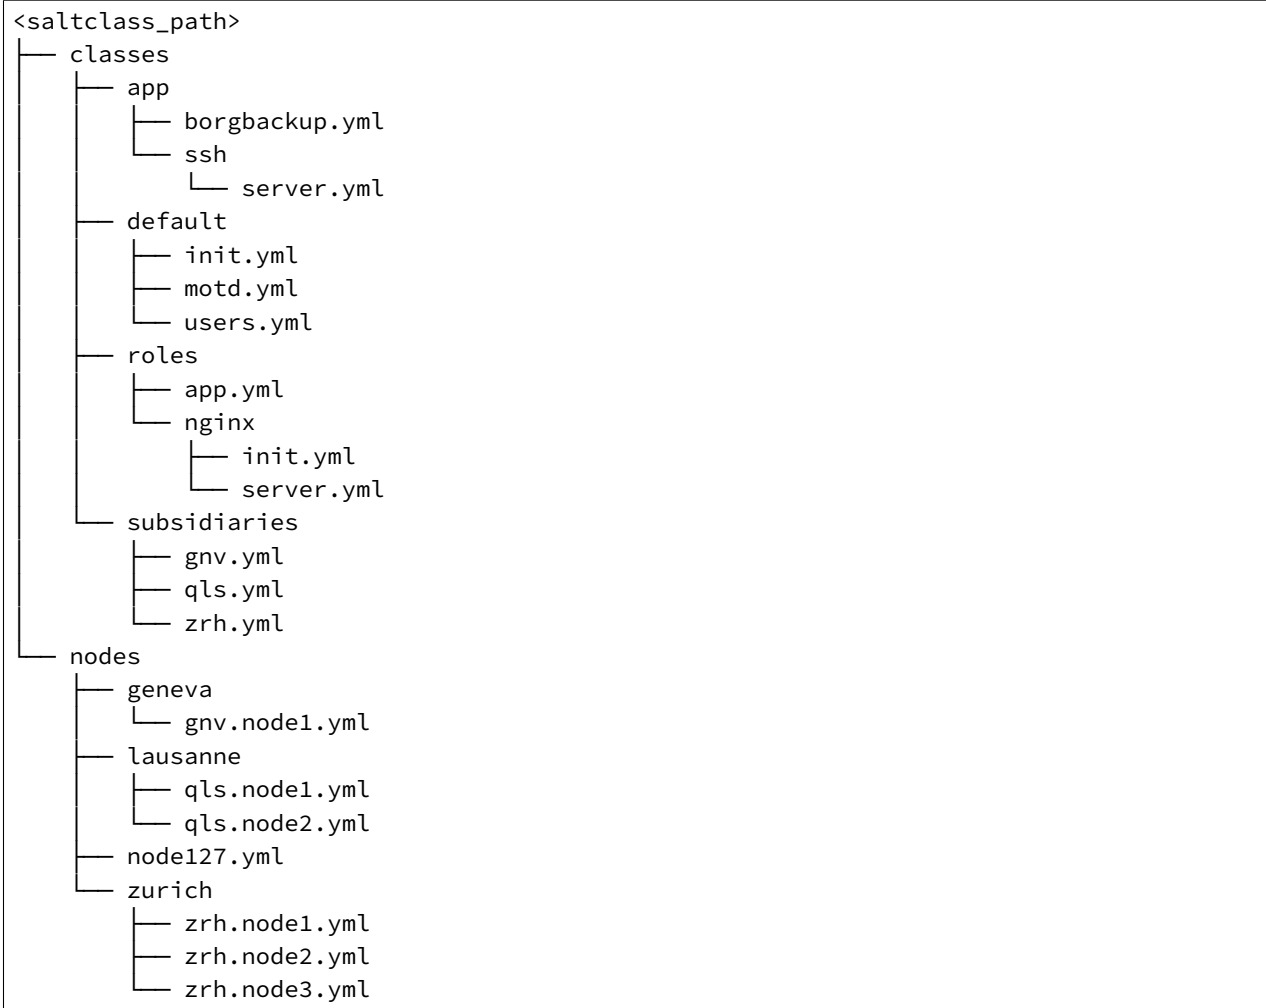 <saltclass_path>
├── classes
│   ├── app
│   │   ├── borgbackup.yml
│   │   └── ssh
│   │       └── server.yml
│   ├── default
│   │   ├── init.yml
│   │   ├── motd.yml
│   │   └── users.yml
│   ├── roles
│   │   ├── app.yml
│   │   └── nginx
│   │       ├── init.yml
│   │       └── server.yml
│   └── subsidiaries
│       ├── gnv.yml
│       ├── qls.yml
│       └── zrh.yml
└── nodes
    ├── geneva
    │   └── gnv.node1.yml
    ├── lausanne
    │   ├── qls.node1.yml
    │   └── qls.node2.yml
    ├── node127.yml
    └── zurich
        ├── zrh.node1.yml
        ├── zrh.node2.yml
        └── zrh.node3.yml